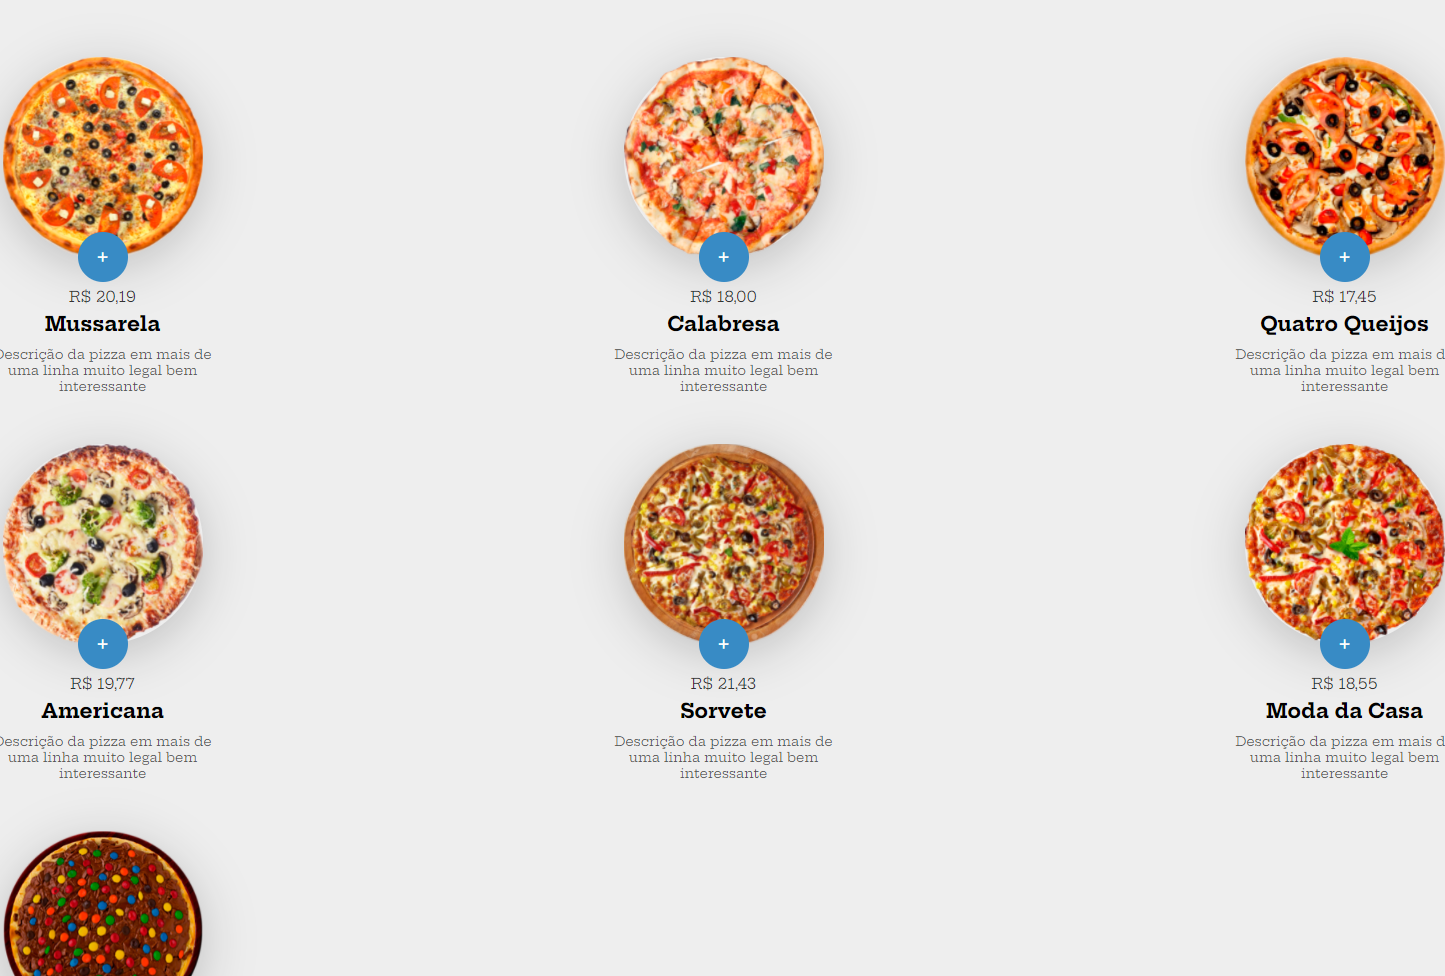 +
+
+
R$ 20,19
R$ 18,00
R$ 17,45
Mussarela
Calabresa
Quatro Queijos
Descrição da pizza em mais de
uma linha muito legal bem
interessante
Descrição da pizza em mais de
uma linha muito legal bem
interessante
Descrição da pizza em mais d
uma linha muito legal bem
interessante
+
+
+
R$ 19,77
R$ 21,43
R$ 18,55
Americana
Sorvete
Moda da Casa
Descrição da pizza em mais de
uma linha muito legal bem
interessante
Descrição da pizza em mais de
uma linha muito legal bem
interessante
Descrição da pizza em mais d
uma linha muito legal bem
interessante